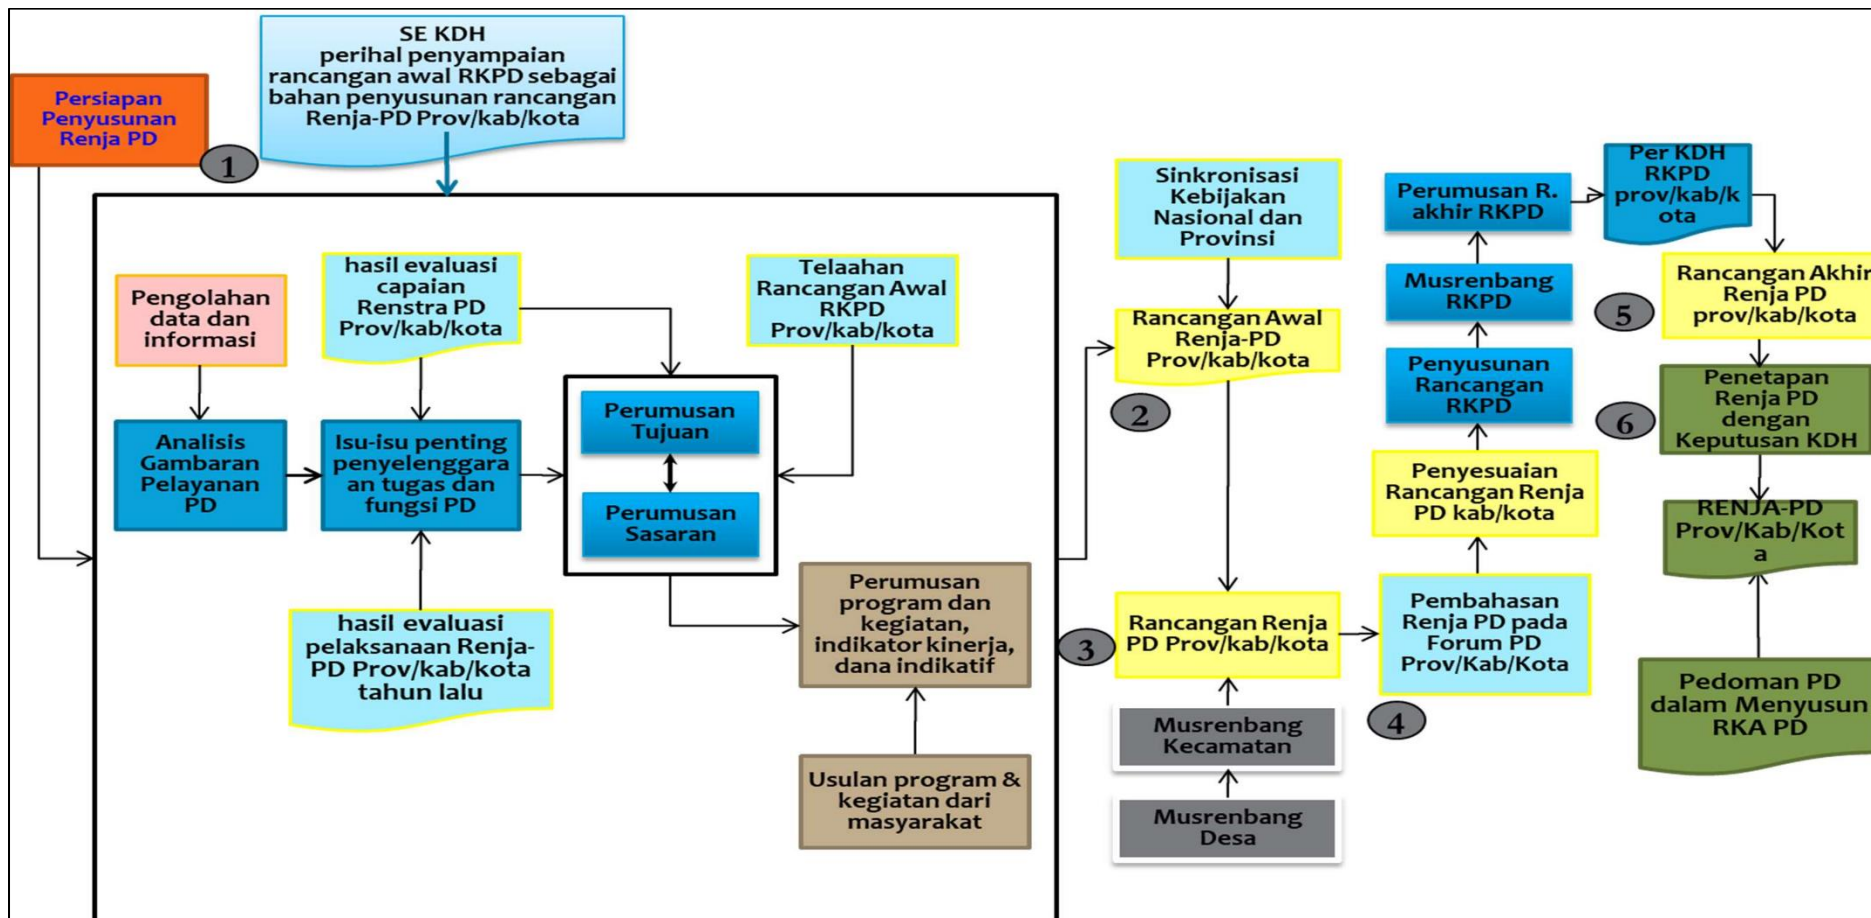 SE KDH
perihal penyampaian
rancangan awal RKPD sebagai
bahan penyusunan rancangan
Renja-PD Prov/kab/kota
Persiapan
Penyusunan
Renja PD
1
Pengolahan
data dan
informasi
hasil evaluasi
capaian
Renstra PD
Prov/kab/kota
Telaahan
Rancangan Awal
RKPD
Prov/kab/kota
Analisis
Gambaran
Pelayanan
PD
Isu-isu penting
penyelenggara
an tugas dan
fungsi PD
Perumusan
Tujuan
Perumusan
Sasaran
hasil evaluasi
pelaksanaan Renja-
PD Prov/kab/kota
tahun lalu
Perumusan
program dan
kegiatan,
indikator kinerja,
dana indikatif
Usulan program &
kegiatan dari
masyarakat
Sinkronisasi
Kebijakan
Nasional dan
Provinsi
Rancangan Awal
Renja-PD
Prov/kab/kota
2
Rancangan Renja
PD Prov/kab/kota
3
Musrenbang
Kecamatan
Musrenbang
Desa
Perumusan R.
akhir RKPD
Musrenbang
RKPD
Penyusunan
Rancangan
RKPD
Penyesuaian
Rancangan Renja
PD kab/kota
Pembahasan
Renja PD pada
Forum PD
Prov/Kab/Kota
4
Per KDH
RKPD
prov/kab/k
ota
Rancangan Akhir
Renja PD
prov/kab/kota
5
Penetapan
Renja PD
dengan
Keputusan KDH
6
RENJA-PD
Prov/Kab/Kot
a
Pedoman PD
dalam Menyusun
RKA PD